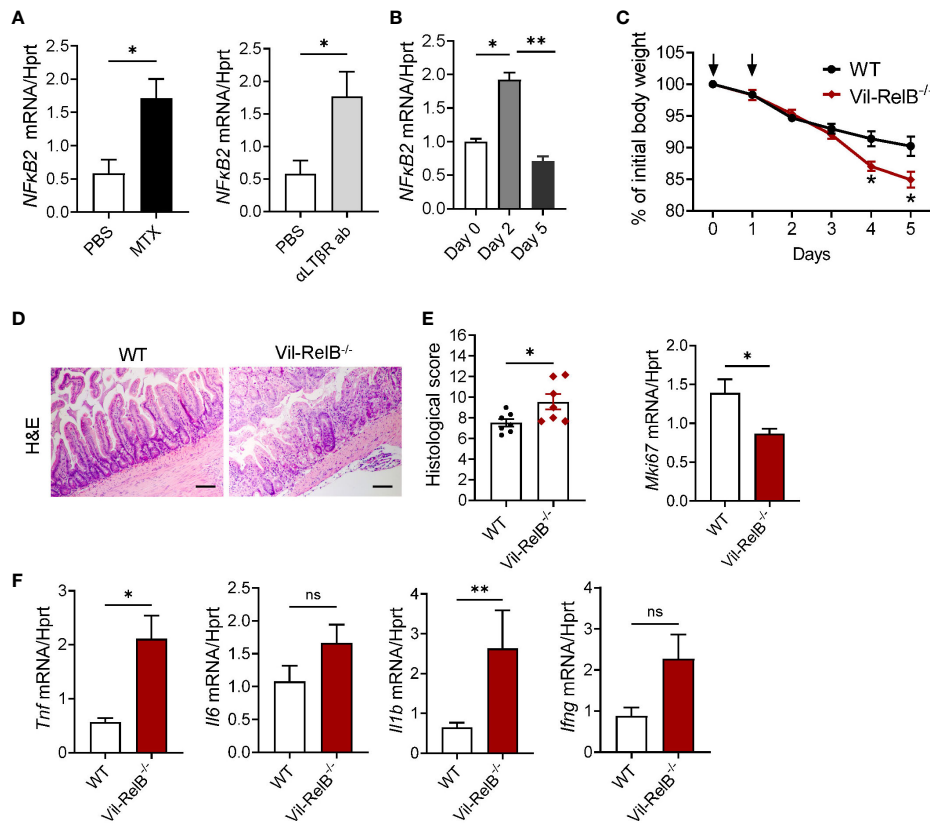 A
NFκB2 mRNA/Hprt
2.5
2.0
1.5
1.0
0.5
0.0
*
PBS
MTX
NFκB2 mRNA/Hprt
2.5
2.0
1.5
1.0
0.5
0.0
*
PBS
αLTβR ab
B
NFκB2 mRNA/Hprt
2.5
2.0
1.5
1.0
0.5
0.0
* **
Day 0
Day 2
Day 5
C
% of initial body weight
105
100
95
90
85
80
WT
Vil-RelB-/-
*
*
0 1 2 3 4 5
Days
D
WT Vil-RelB-/-
H&E
E
Histological score
16
14
12
10
8
6
4
2
0
*
WT
Vil-RelB-/-
Mki67 mRNA/Hprt
2.0
1.5
1.0
0.5
0.0
*
WT
Vil-RelB-/-
F
Tnf mRNA/Hprt
3
2
1
0
*
WT
Vil-RelB-/-
Il6 mRNA/Hprt
2.5
2.0
1.5
1.0
0.5
0.0
ns
WT
Vil-RelB-/-
Il1b mRNA/Hprt
4
3
2
1
0
**
WT
Vil-RelB-/-
Ifng mRNA/Hprt
4
3
2
1
0
ns
WT
Vil-RelB-/-